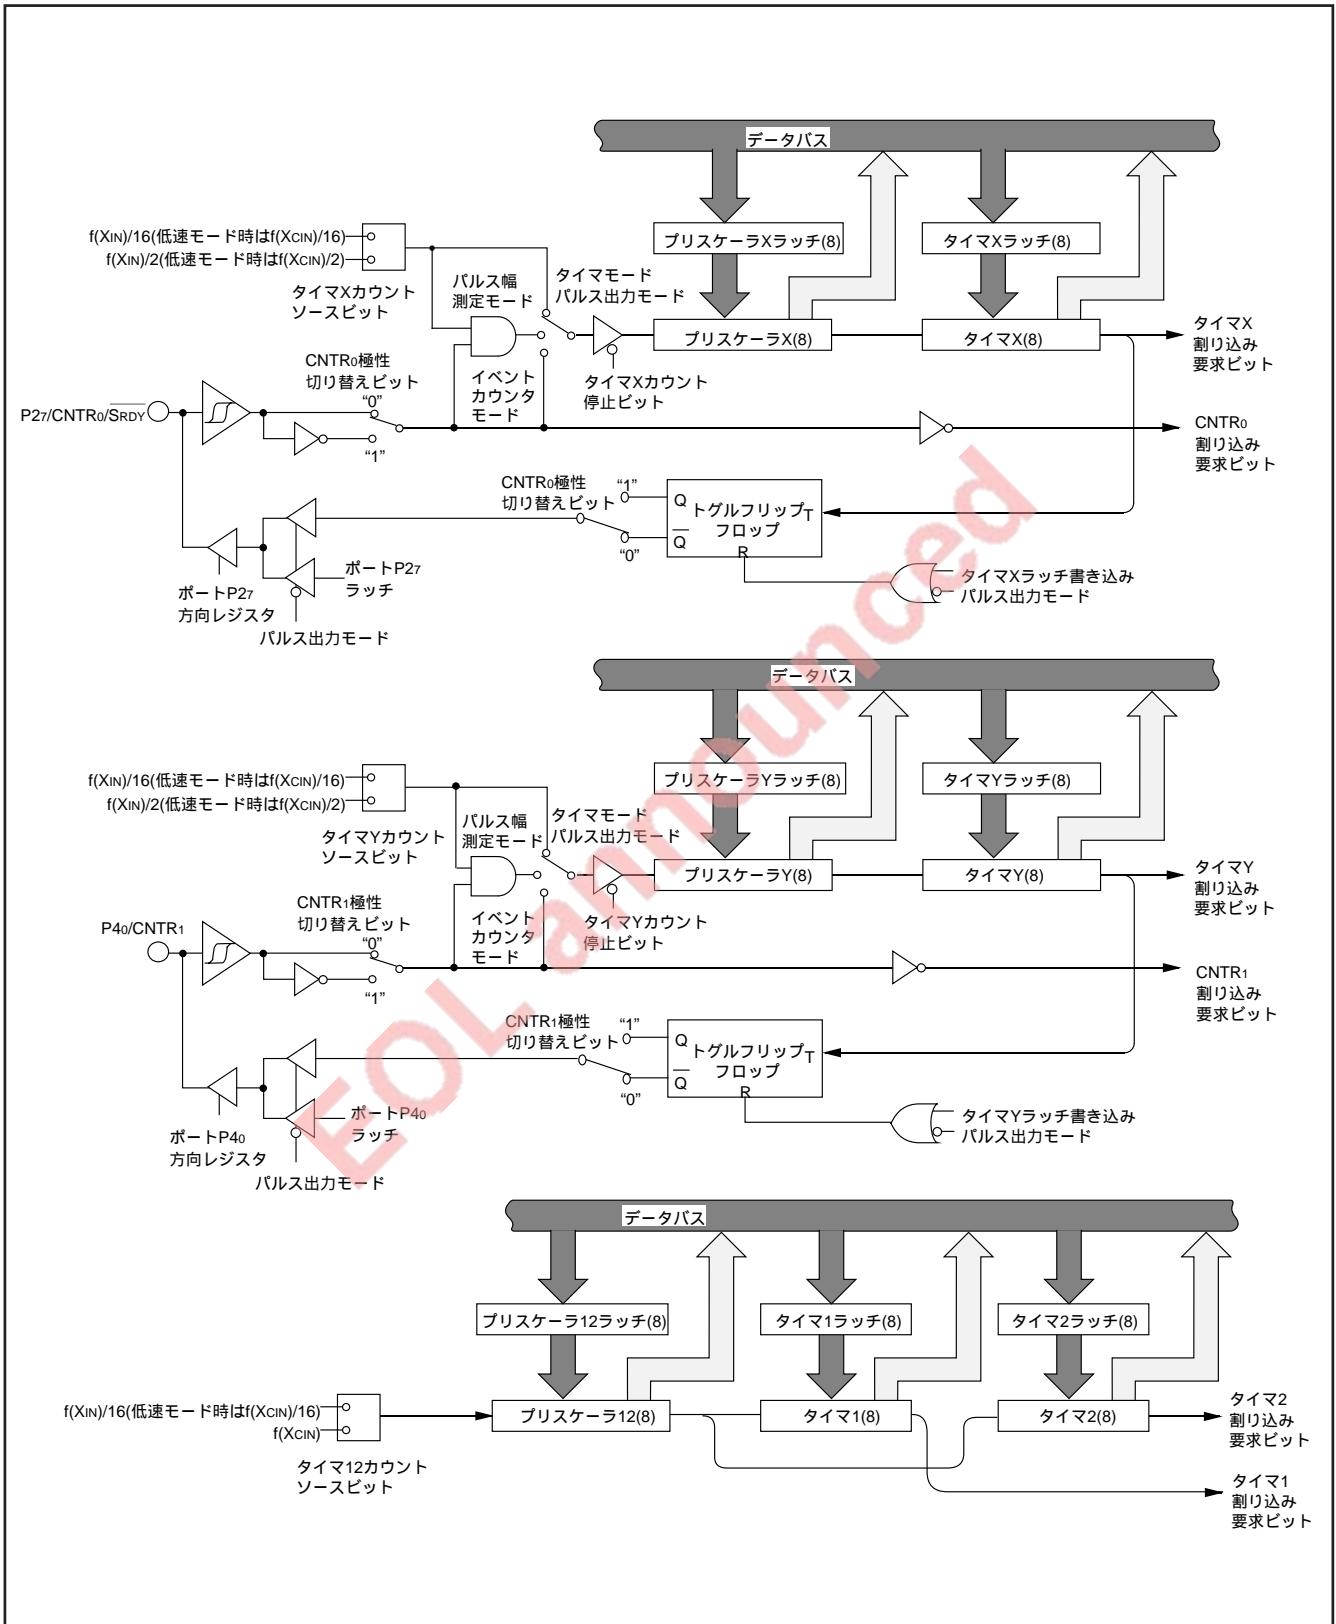 データバス
f(XIN)/16(低速モード時はf(XCIN)/16)
f(XIN)/2(低速モード時はf(XCIN)/2)
タイマXカウント
ソースビット
パルス幅
測定モード
タイマモード
パルス出力モード
プリスケーラXラッチ(8)
タイマXラッチ(8)
プリスケーラX(8)
タイマX(8)
タイマX
割り込み
要求ビット
CNTR0極性
切り替えビット
“0”
“1”
イベント
カウンタ
モード
タイマXカウント
停止ビット
P27/CNTR0/SRDY
CNTR0
割り込み
要求ビット
CNTR0極性
切り替えビット
“1”
“0”
Q
Q
トグルフリップ
フロップ
T
R
ポートP27
ラッチ
ポートP27
方向レジスタ
パルス出力モード
タイマXラッチ書き込み
パルス出力モード
データバス
f(XIN)/16(低速モード時はf(XCIN)/16)
f(XIN)/2(低速モード時はf(XCIN)/2)
タイマYカウント
ソースビット
パルス幅
測定モード
タイマモード
パルス出力モード
プリスケーラYラッチ(8)
タイマYラッチ(8)
プリスケーラY(8)
タイマY(8)
タイマY
割り込み
要求ビット
CNTR1極性
切り替えビット
“0”
“1”
イベント
カウンタ
モード
タイマYカウント
停止ビット
P40/CNTR1
CNTR1
割り込み
要求ビット
CNTR1極性
切り替えビット
“1”
“0”
Q
Q
トグルフリップ
フロップ
T
R
ポートP40
ラッチ
ポートP40
方向レジスタ
パルス出力モード
タイマYラッチ書き込み
パルス出力モード
データバス
プリスケーラ12ラッチ(8)
タイマ1ラッチ(8)
タイマ2ラッチ(8)
f(XIN)/16(低速モード時はf(XCIN)/16)
f(XCIN)
タイマ12カウント
ソースビット
プリスケーラ12(8)
タイマ1(8)
タイマ2(8)
タイマ2
割り込み
要求ビット
タイマ1
割り込み
要求ビット
EOL announced